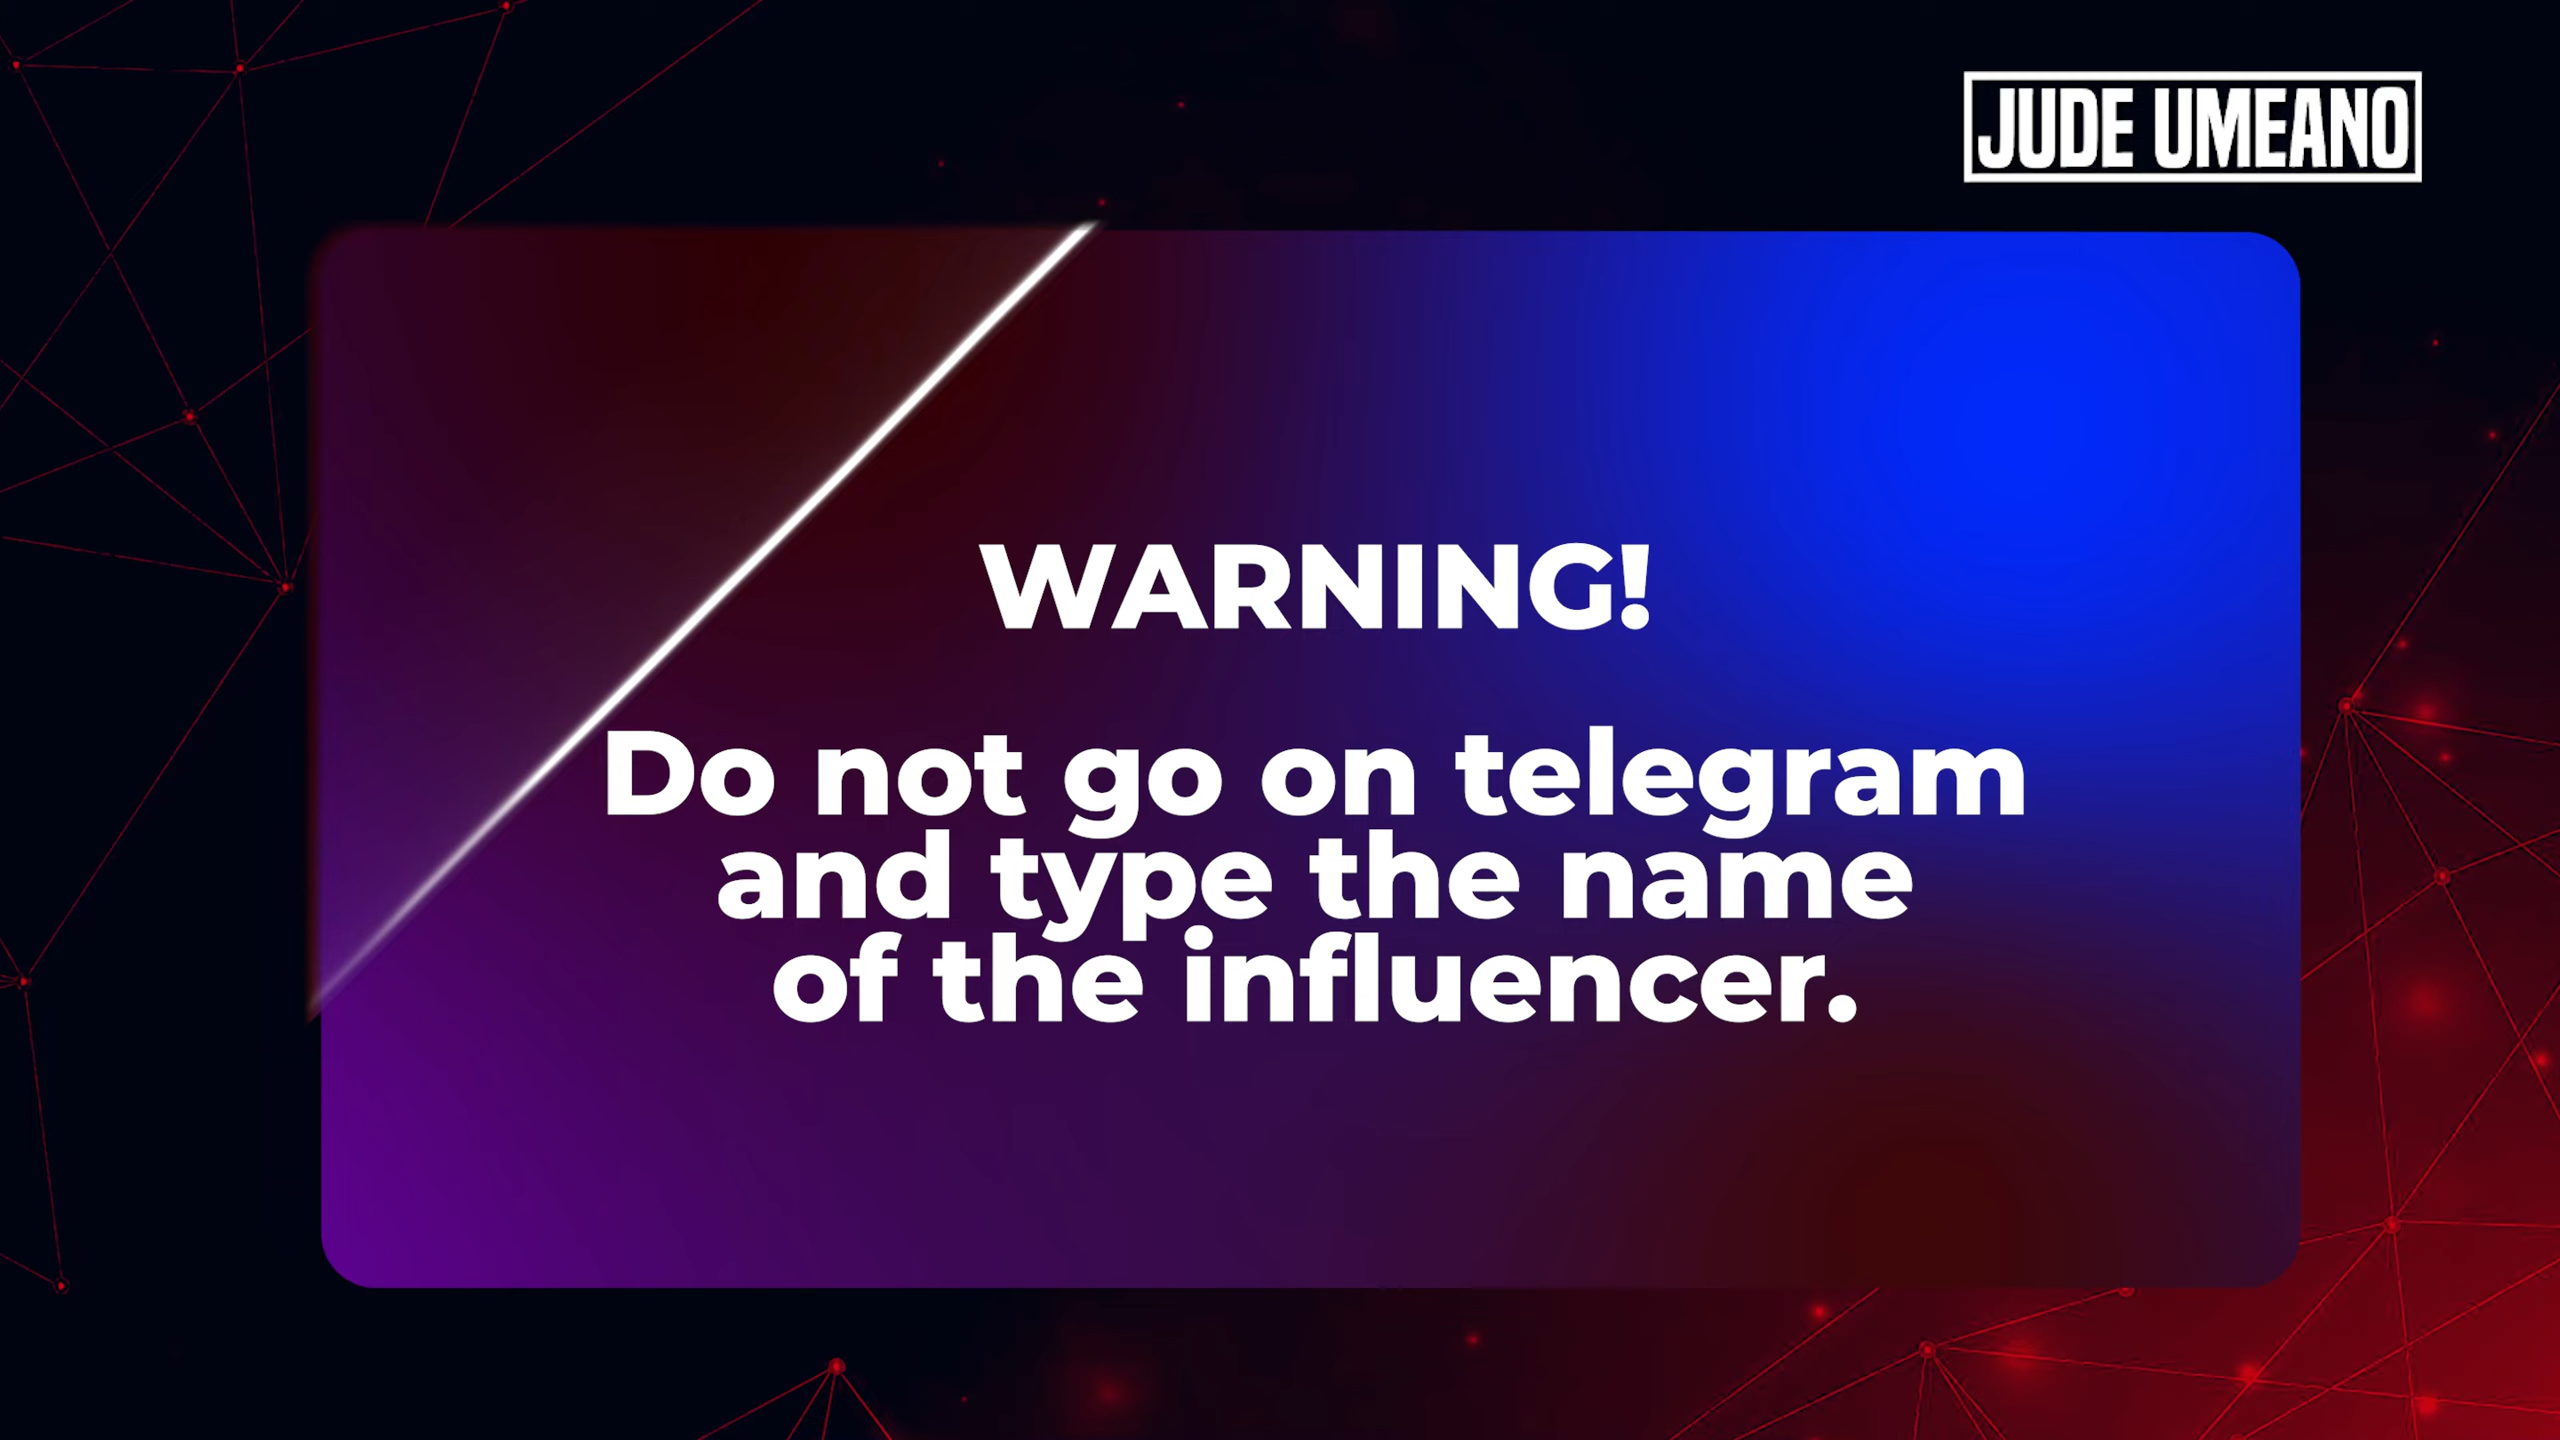 JUDE UMEANO
WARNING!
Do not go on telegram
and type the name
of the influencer.